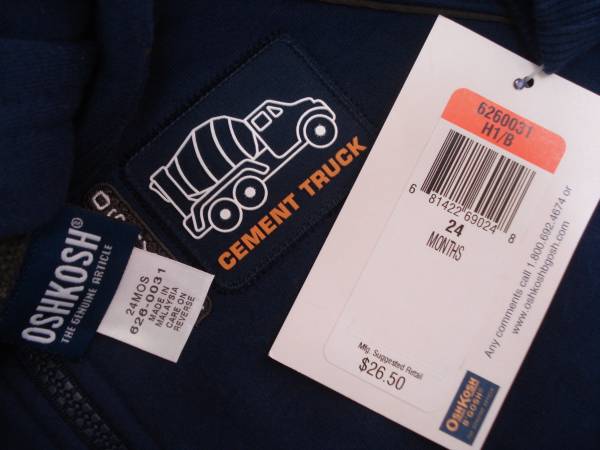 CEMENT TRUCK
OSHKOSH®
THE GENUINE ARTICLE
24MOS
626-0031
MADE IN
MALAYSIA
CARE ON
REVERSE
6260031
H1/B
6 81422 69024 8
24
MONTHS
Any comments call 1.800.692.4674 or
www.oshkoshbgosh.com
Mfg. Suggested Retail
$26.50
OSHKOSH
B'GOSH